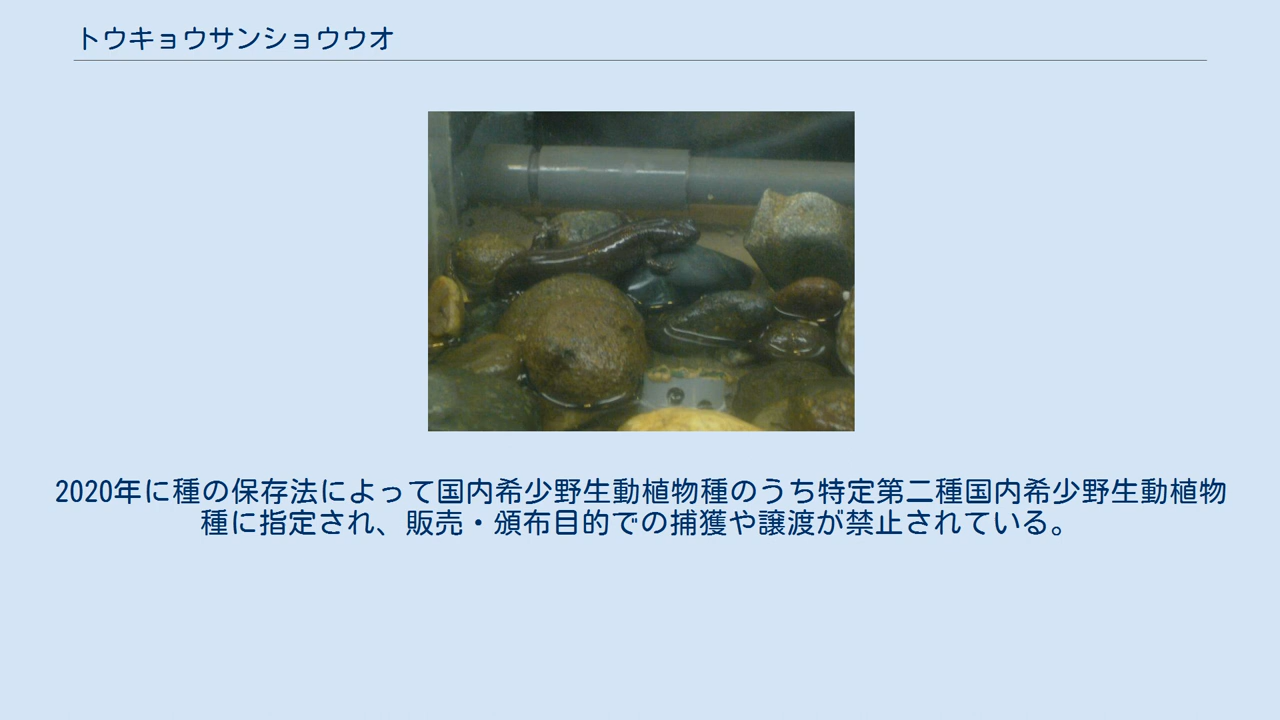 トウキョウサンショウウオ
2020年に種の保存法によって国内希少野生動植物種のうち特定第二種国内希少野生動植物
種に指定され、販売・頒布目的での捕獲や譲渡が禁止されている。